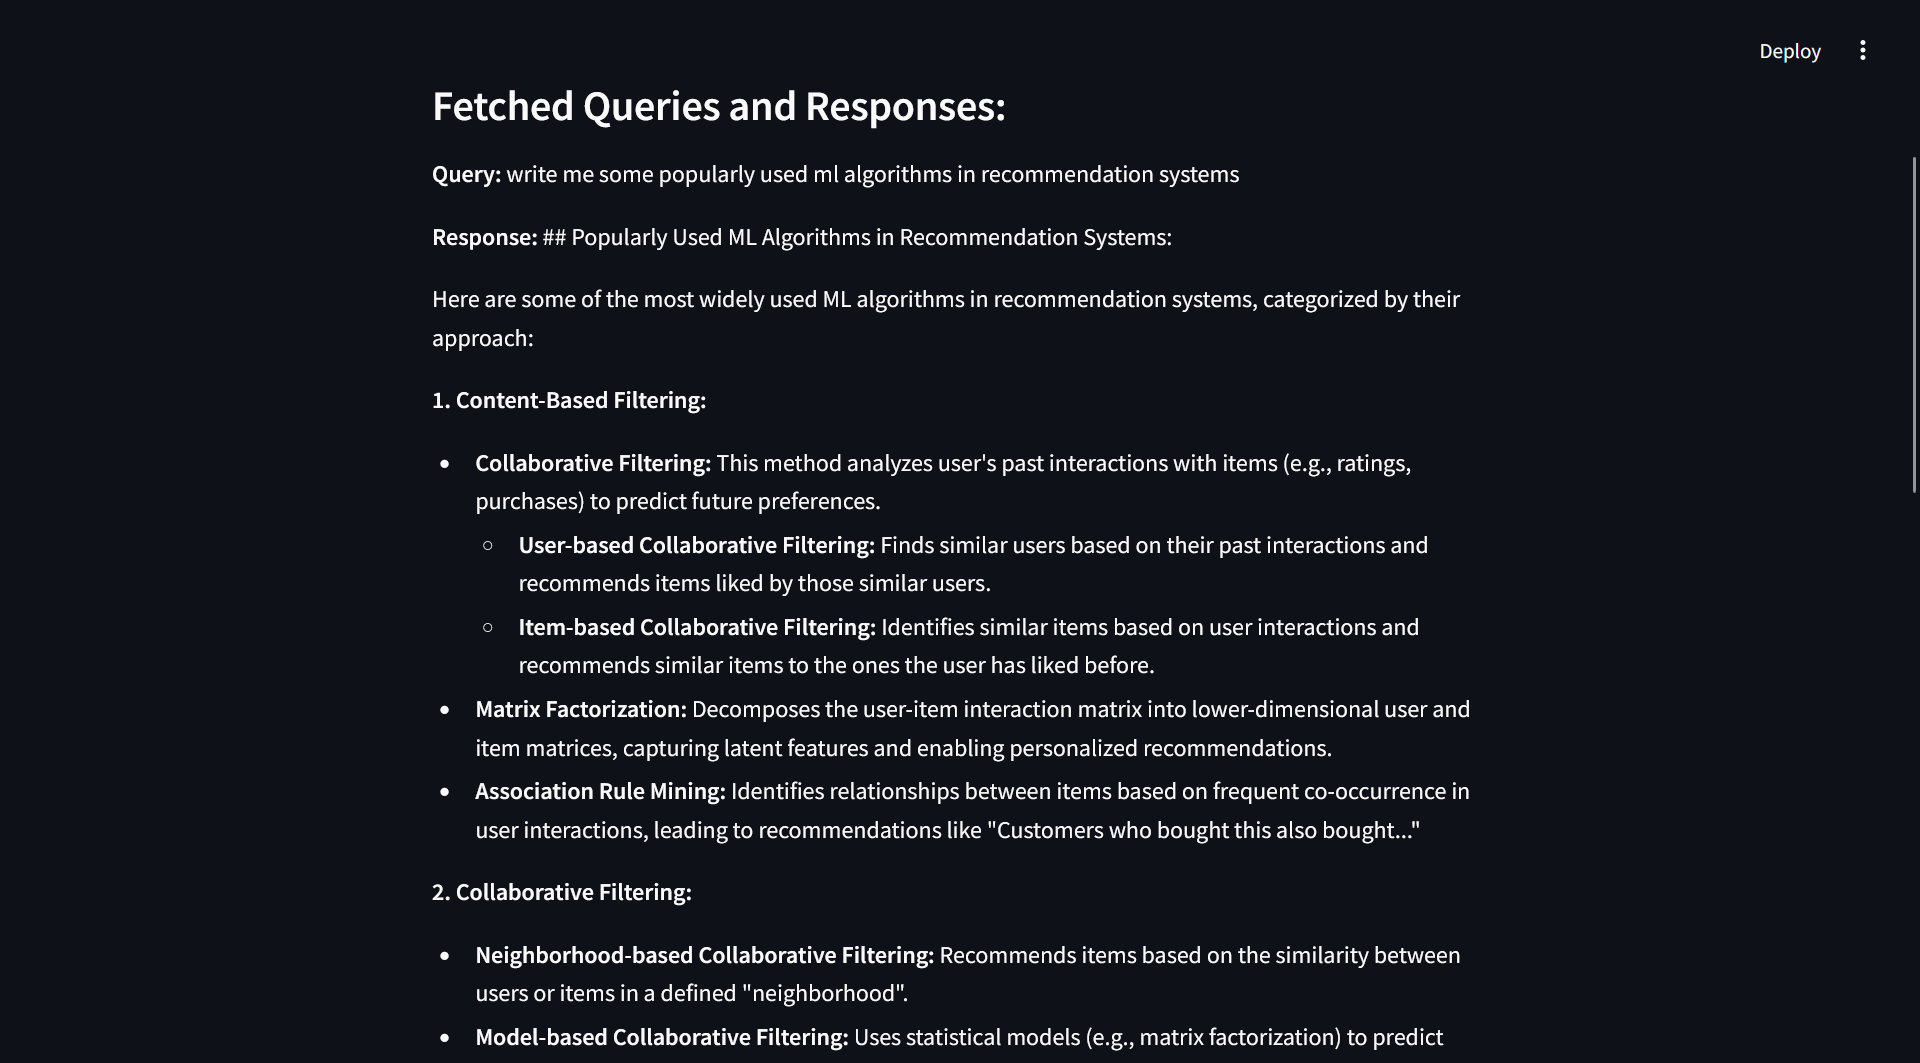 Deploy
Fetched Queries and Responses:
Query: write me some popularly used ml algorithms in recommendation systems
Response: ## Popularly Used ML Algorithms in Recommendation Systems:
Here are some of the most widely used ML algorithms in recommendation systems, categorized by their
approach:
1. Content-Based Filtering:
• Collaborative Filtering: This method analyzes user's past interactions with items (e.g., ratings,
purchases) to predict future preferences.
◦ User-based Collaborative Filtering: Finds similar users based on their past interactions and
recommends items liked by those similar users.
◦ Item-based Collaborative Filtering: Identifies similar items based on user interactions and
recommends similar items to the ones the user has liked before.
• Matrix Factorization: Decomposes the user-item interaction matrix into lower-dimensional user and
item matrices, capturing latent features and enabling personalized recommendations.
• Association Rule Mining: Identifies relationships between items based on frequent co-occurrence in
user interactions, leading to recommendations like "Customers who bought this also bought..."
2. Collaborative Filtering:
• Neighborhood-based Collaborative Filtering: Recommends items based on the similarity between
users or items in a defined "neighborhood".
• Model-based Collaborative Filtering: Uses statistical models (e.g., matrix factorization) to predict